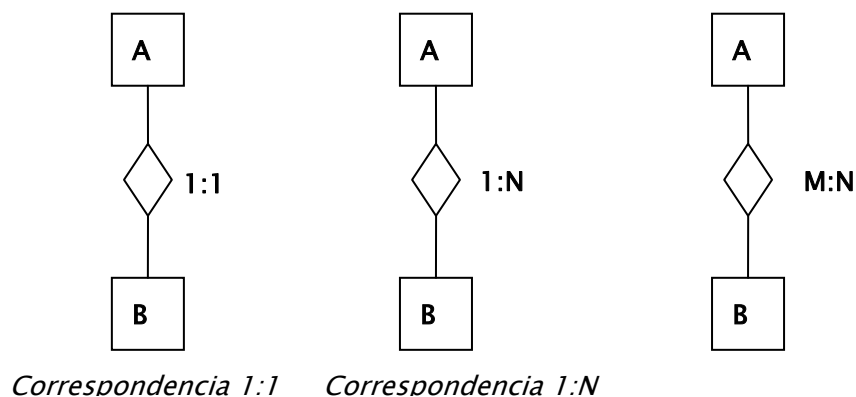 A A A
1:1 1:N M:N
B B B
Correspondencia 1:1 Correspondencia 1:N